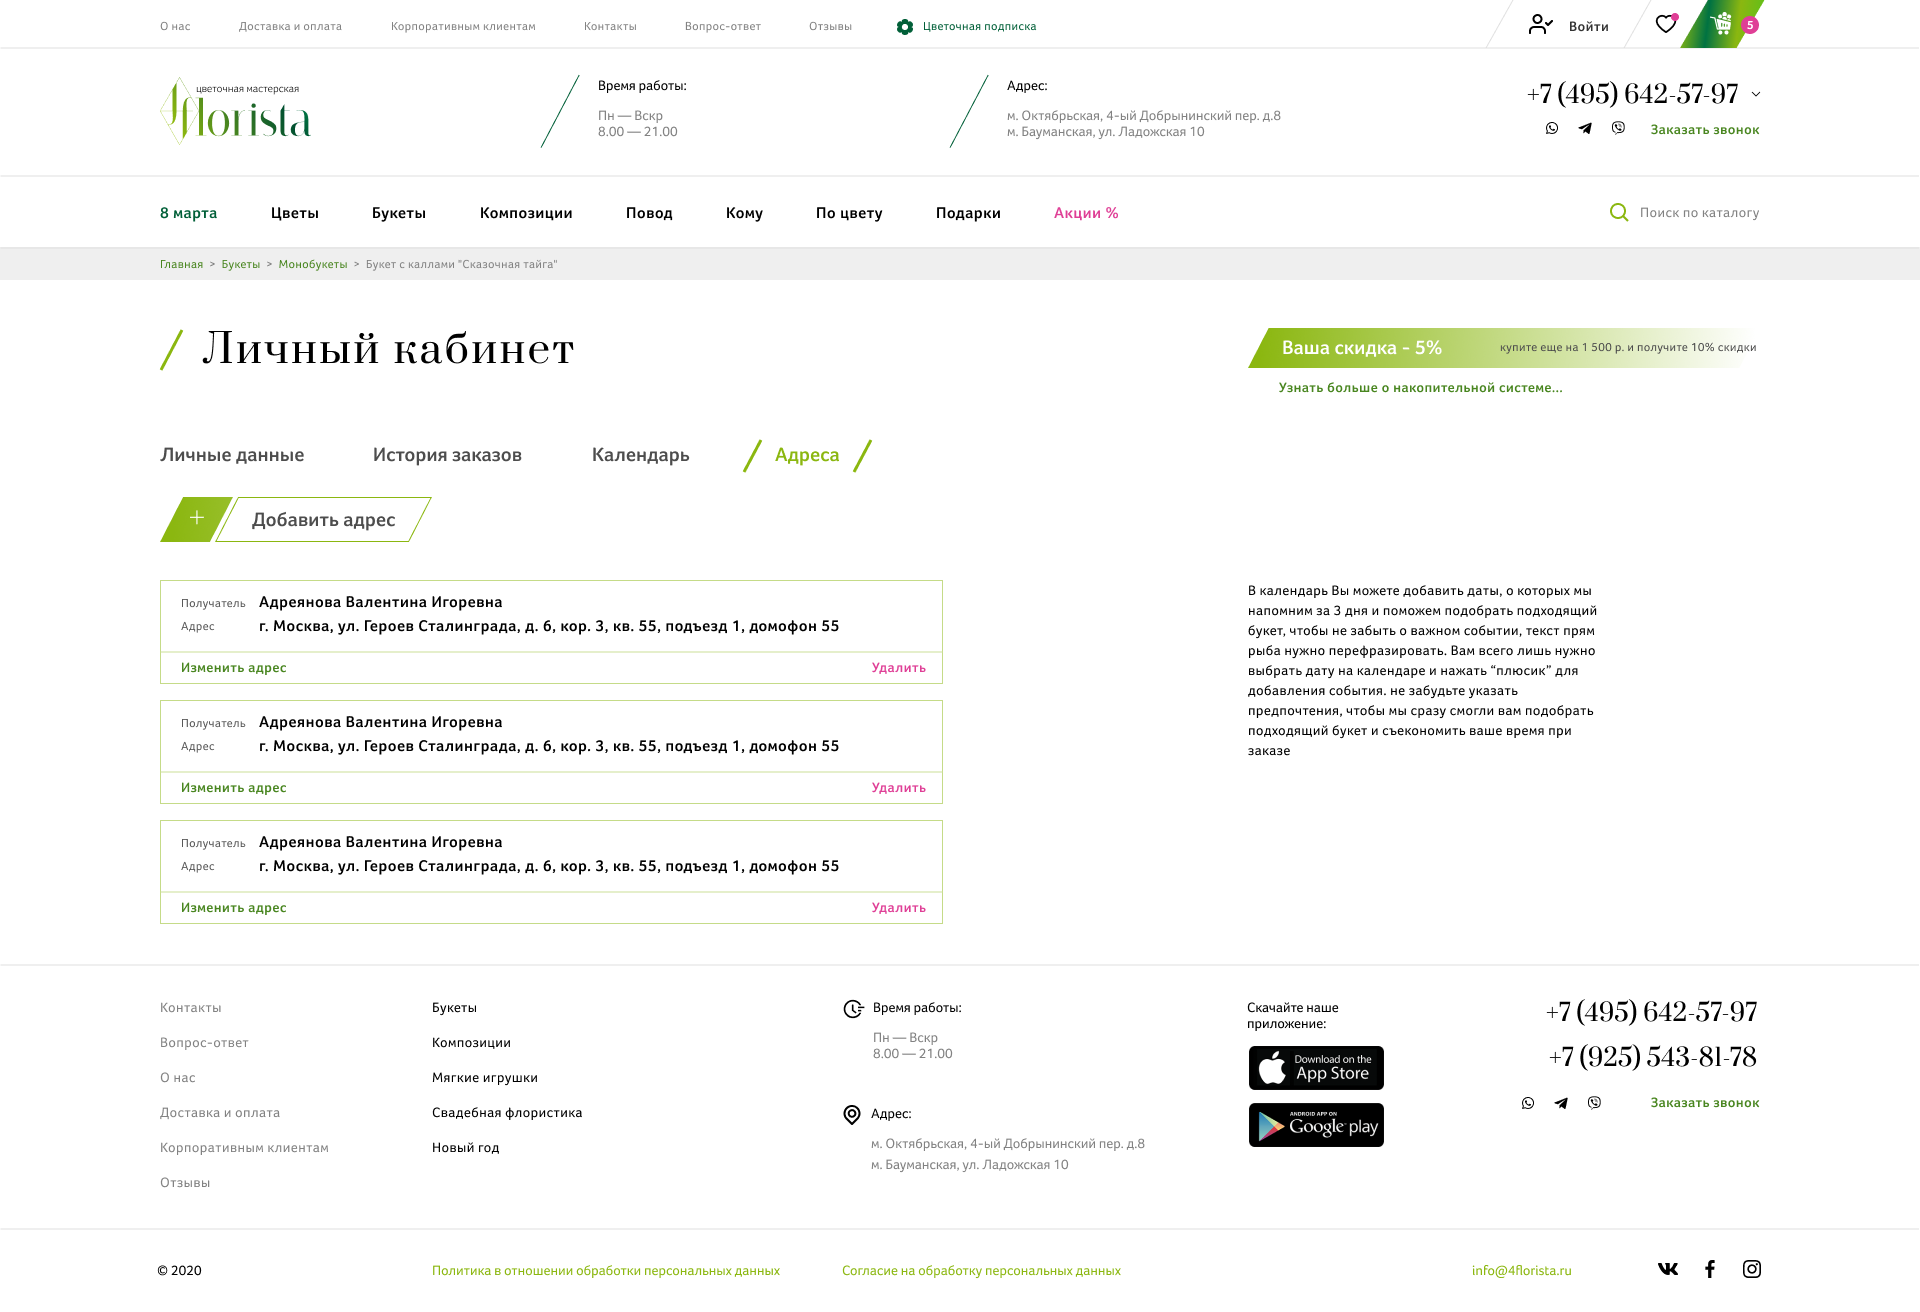 О нас
Доставка и оплата
Корпоративным клиентам
Контакты
Вопрос-ответ
Отзывы
Цветочная подписка
Войти
5
цветочная мастерская
4florista
Время работы:
Пн — Вскр
8.00 — 21.00
Адрес:
м. Октябрьская, 4-ый Добрынинский пер. д.8
м. Бауманская, ул. Ладожская 10
+7 (495) 642-57-97
Заказать звонок
8 марта
Цветы
Букеты
Композиции
Повод
Кому
По цвету
Подарки
Акции %
Поиск по каталогу
Главная > Букеты > Монобукеты > Букет с каллами "Сказочная тайга"
Личный кабинет
Ваша скидка - 5%
купите еще на 1 500 р. и получите 10% скидки
Узнать больше о накопительной системе...
Личные данные
История заказов
Календарь
Адреса
+
Добавить адрес
Получатель Адреянова Валентина Игоревна
Адрес г. Москва, ул. Героев Сталинграда, д. 6, кор. 3, кв. 55, подъезд 1, домофон 55
Изменить адрес
Удалить
Получатель Адреянова Валентина Игоревна
Адрес г. Москва, ул. Героев Сталинграда, д. 6, кор. 3, кв. 55, подъезд 1, домофон 55
Изменить адрес
Удалить
Получатель Адреянова Валентина Игоревна
Адрес г. Москва, ул. Героев Сталинграда, д. 6, кор. 3, кв. 55, подъезд 1, домофон 55
Изменить адрес
Удалить
В календарь Вы можете добавить даты, о которых мы
напомним за 3 дня и поможем подобрать подходящий
букет, чтобы не забыть о важном событии, текст прям
рыба нужно перефразировать. Вам всего лишь нужно
выбрать дату на календаре и нажать “плюсик” для
добавления события. не забудьте указать
предпочтения, чтобы мы сразу смогли вам подобрать
подходящий букет и съекономить ваше время при
заказе
Контакты
Вопрос-ответ
О нас
Доставка и оплата
Корпоративным клиентам
Отзывы
Букеты
Композиции
Мягкие игрушки
Свадебная флористика
Новый год
Время работы:
Пн — Вскр
8.00 — 21.00
Адрес:
м. Октябрьская, 4-ый Добрынинский пер. д.8
м. Бауманская, ул. Ладожская 10
Скачайте наше
приложение:
Download on the
App Store
ANDROID APP ON
Google play
+7 (495) 642-57-97
+7 (925) 543-81-78
Заказать звонок
© 2020
Политика в отношении обработки персональных данных
Согласие на обработку персональных данных
info@4florista.ru